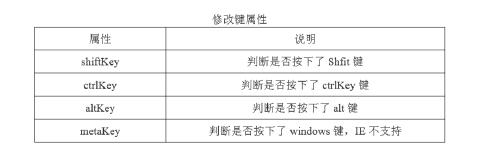 修改键属性
属性 说明
shiftKey 判断是否按下了 Shfit 键
ctrlKey 判断是否按下了 ctrlKey 键
altKey 判断是否按下了 alt 键
metaKey 判断是否按下了 windows 键，IE 不支持